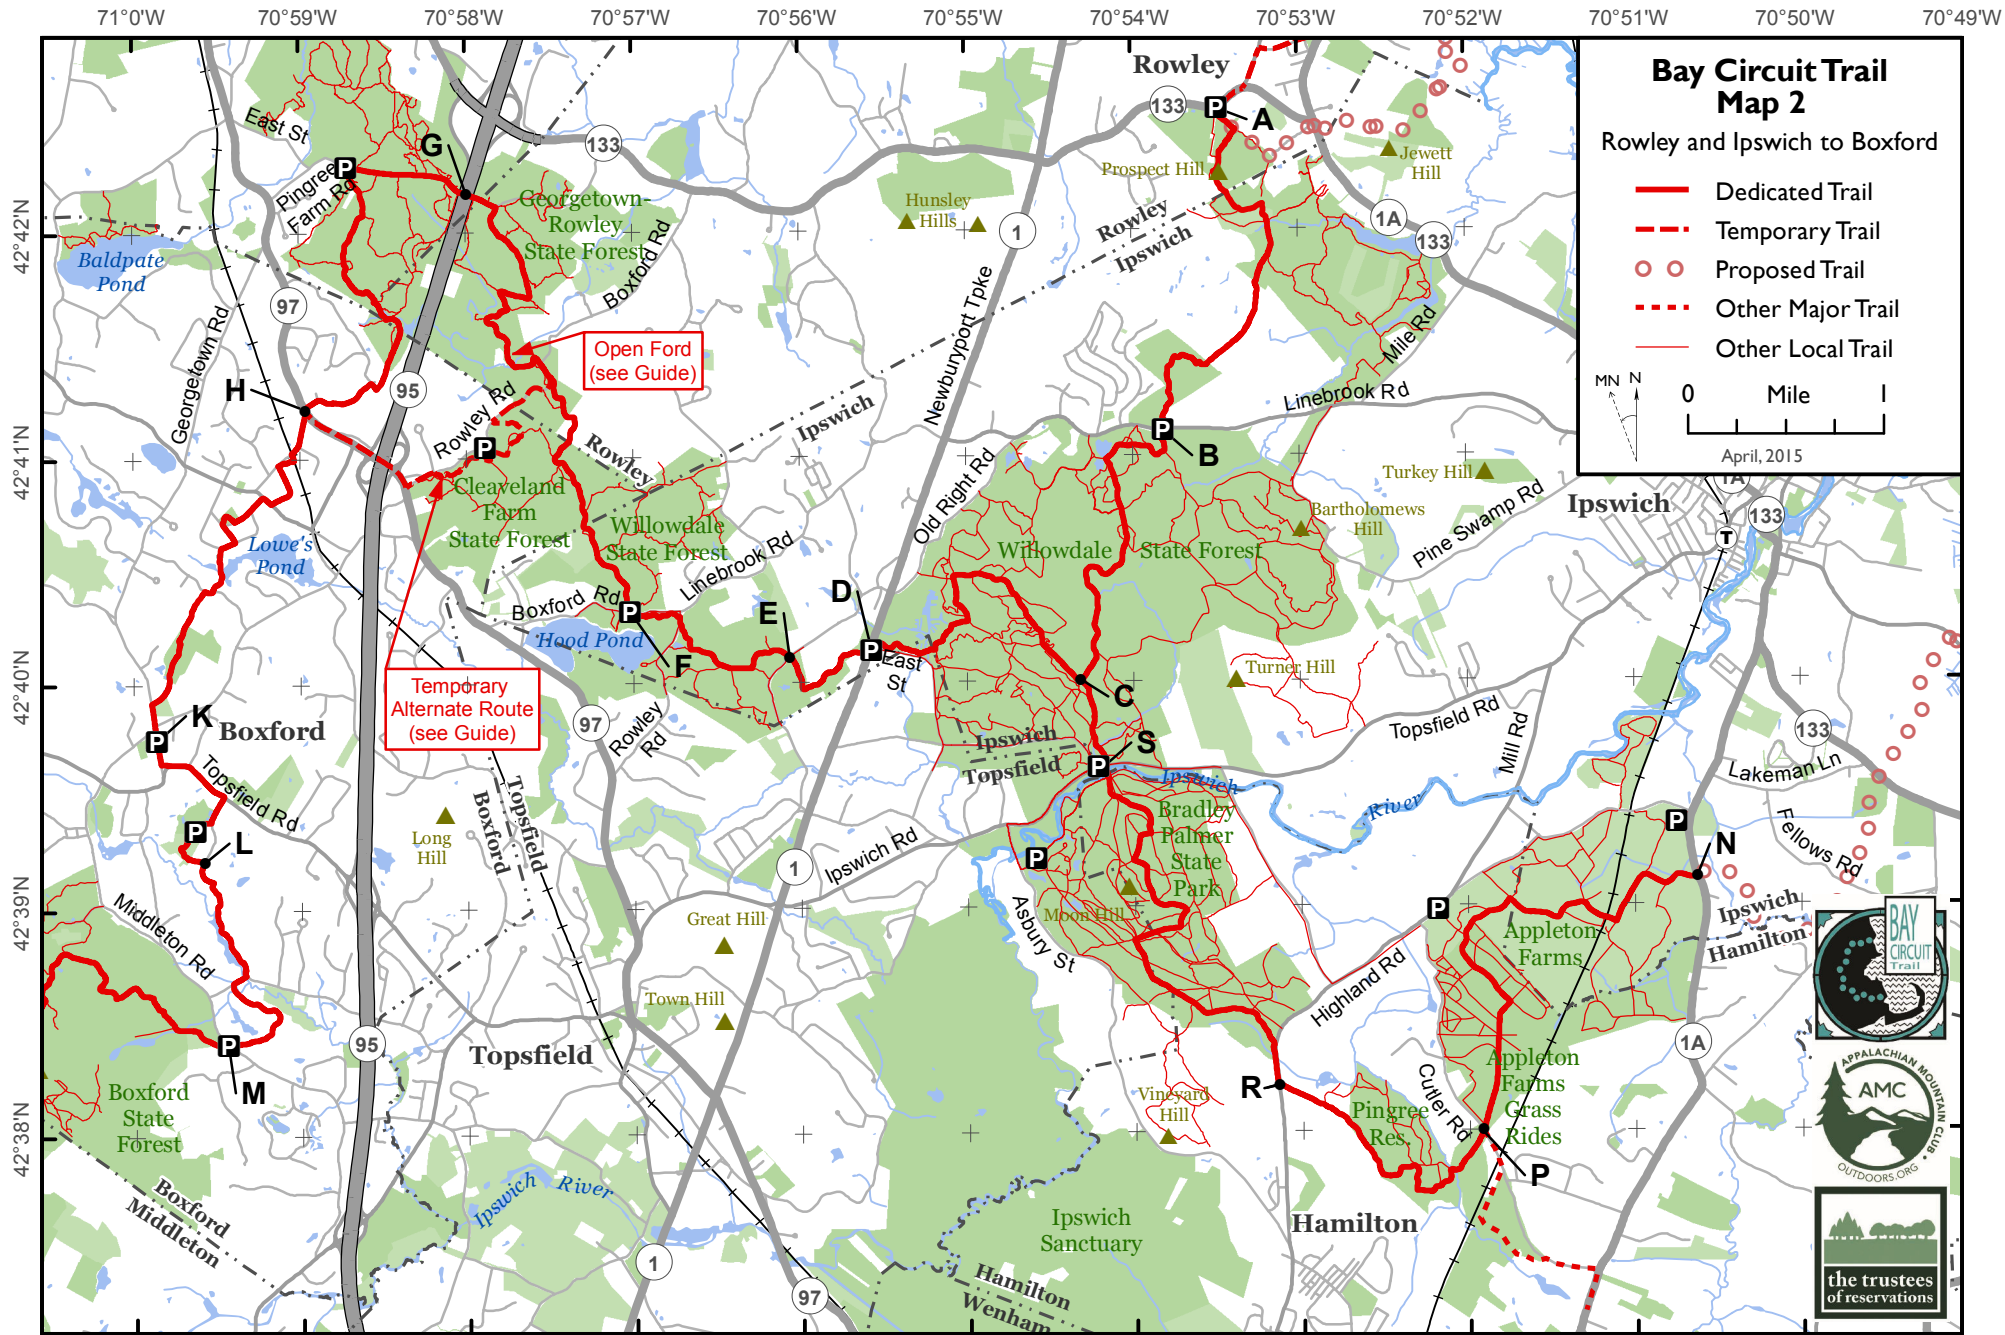 71°0'W
70°59'W
70°58'W
70°57'W
70°56'W
70°55'W
70°54'W
70°53'W
70°52'W
70°51'W
70°50'W
70°49'W
42°42'N
42°41'N
42°40'N
42°39'N
42°38'N
Bay Circuit Trail
Map 2
Rowley and Ipswich to Boxford
Dedicated Trail
Temporary Trail
Proposed Trail
Other Major Trail
Other Local Trail
MN N
0 Mile 1
April, 2015
Rowley
133
P
A
Prospect Hill
Jewett
Hill
1A
133
East St
G
133
P
Pingree
Farm Rd
Georgetown-
Rowley
State Forest
Boxford Rd
Hunsley
Hills
1
Rowley
Ipswich
Baldpate
Pond
97
Georgetown Rd
Newburyport Tpke
Mile Rd
Open Ford
(see Guide)
H
95
Rowley Rd
P
Ipswich
Rowley
Linebrook Rd
P
B
Old Right Rd
Turkey Hill
Pine Swamp Rd
Ipswich
1A
133
T
Bartholomews
Hill
Cleaveland
Farm
State Forest
Willowdale
State Forest
Willowdale State Forest
Lowe's
Pond
Linebrook Rd
Boxford Rd
P
Hood Pond
F
E
D
P
East
St
Turner Hill
C
Temporary
Alternate Route
(see Guide)
K
P
Boxford
97
Rowley
Rd
Topsfield Rd
Mill Rd
133
Lakeman Ln
Ipswich
Topsfield
S
P
Ipswich River
Topsfield Rd
Topsfield
Boxford
Long
Hill
P
L
1
Ipswich Rd
P
Bradley
Palmer
State
Park
P
N
Fellows Rd
Middleton Rd
Great Hill
Moon Hill
Asbury St
P
Appleton
Farms
Ipswich
Hamilton
BAY
CIRCUIT
Trail
Town Hill
Highland Rd
95
Topsfield
P
M
1A
Boxford
State
Forest
Vineyard
Hill
R
Pingree
Res.
Cutler Rd
Appleton
Farms
Grass
Rides
P
APPALACHIAN MOUNTAIN CLUB
AMC
OUTDOORS.ORG
Boxford
Middleton
Ipswich River
Ipswich
Sanctuary
Hamilton
1
97
Hamilton
Wenham
the trustees
of reservations